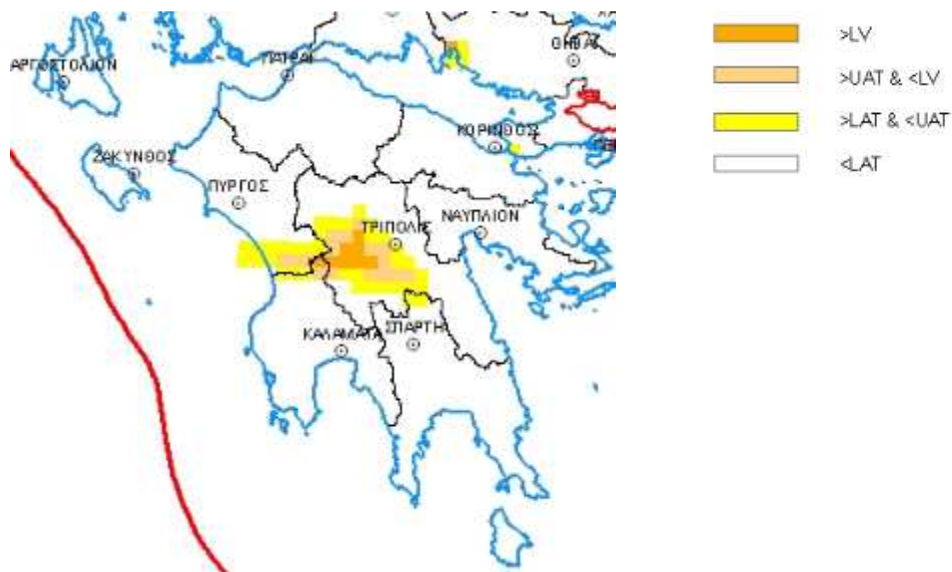 ΘΗΒΑΙ
ΠΑΤΡΑΙ
ΑΡΓΟΣΤΟΛΙΟΝ
ΚΟΡΙΝΘΟΣ
ΖΑΚΥΝΘΟΣ
ΠΥΡΓΟΣ
ΝΑΥΠΛΙΟΝ
ΤΡΙΠΟΛΙΣ
ΚΑΛΑΜΑΤΑ
ΣΠΑΡΤΗ
>LV
>UAT & <LV
>LAT & <UAT
<LAT